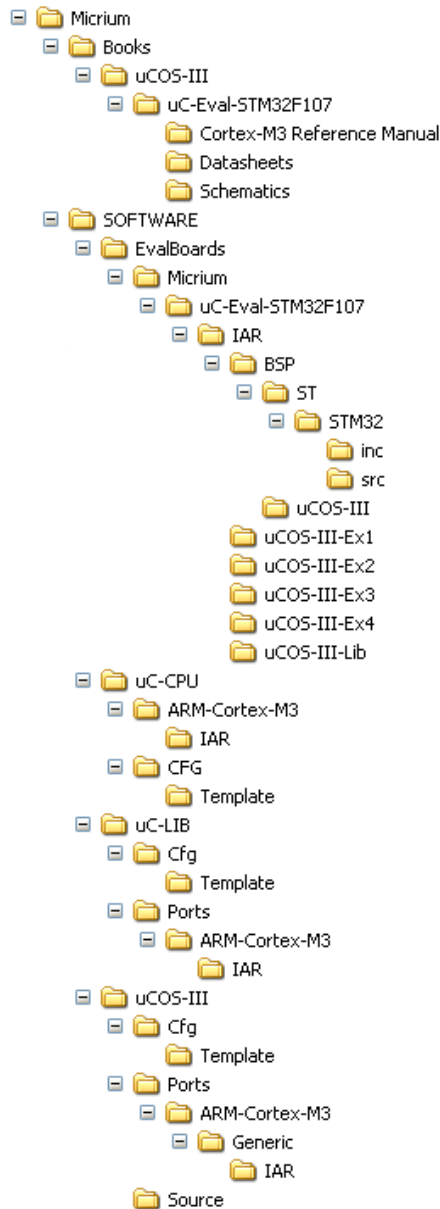 Micrium
Books
uCOS-III
uC-Eval-STM32F107
Cortex-M3 Reference Manual
Datasheets
Schematics
SOFTWARE
EvalBoards
Micrium
uC-Eval-STM32F107
IAR
BSP
ST
STM32
inc
src
uCOS-III
uCOS-III-Ex1
uCOS-III-Ex2
uCOS-III-Ex3
uCOS-III-Ex4
uCOS-III-Lib
uC-CPU
ARM-Cortex-M3
IAR
CFG
Template
uC-LIB
Cfg
Template
Ports
ARM-Cortex-M3
IAR
uCOS-III
Cfg
Template
Ports
ARM-Cortex-M3
Generic
IAR
Source